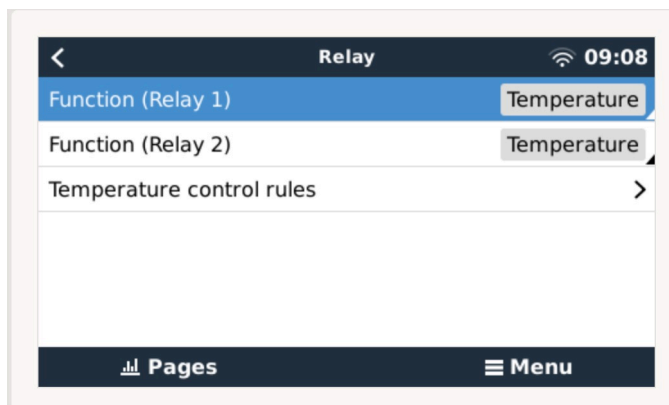 Relay 09:08
Function (Relay 1) Temperature
Function (Relay 2) Temperature
Temperature control rules
Pages Menu